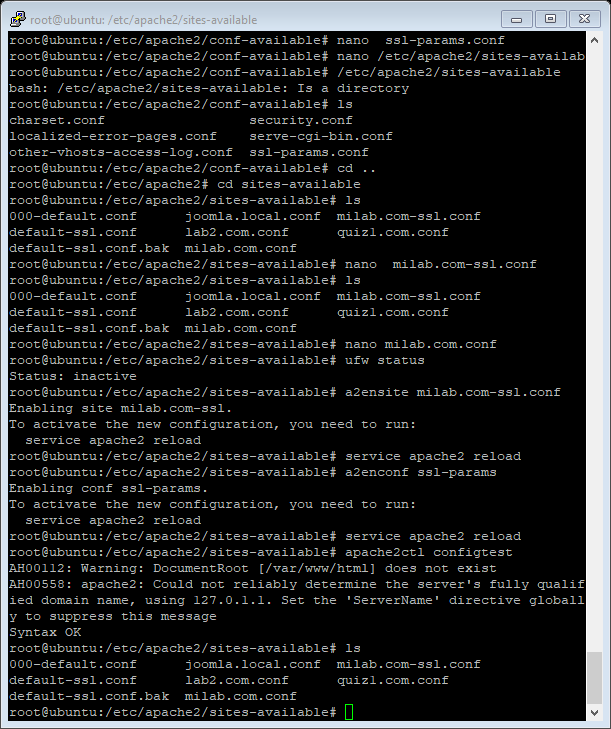 root@ubuntu: /etc/apache2/sites-available
root@ubuntu:/etc/apache2/conf-available# nano  ssl-params.conf
root@ubuntu:/etc/apache2/conf-available# nano /etc/apache2/sites-availab
root@ubuntu:/etc/apache2/conf-available# /etc/apache2/sites-available
bash: /etc/apache2/sites-available: Is a directory
root@ubuntu:/etc/apache2/conf-available# ls
charset.conf                   security.conf
localized-error-pages.conf     serve-cgi-bin.conf
other-vhosts-access-log.conf  ssl-params.conf
root@ubuntu:/etc/apache2/conf-available# cd ..
root@ubuntu:/etc/apache2# cd sites-available
root@ubuntu:/etc/apache2/sites-available# ls
000-default.conf      joomla.local.conf  milab.com-ssl.conf
default-ssl.conf      lab2.com.conf      quiz1.com.conf
default-ssl.conf.bak  milab.com.conf
root@ubuntu:/etc/apache2/sites-available# nano  milab.com-ssl.conf
root@ubuntu:/etc/apache2/sites-available# ls
000-default.conf      joomla.local.conf  milab.com-ssl.conf
default-ssl.conf      lab2.com.conf      quiz1.com.conf
default-ssl.conf.bak  milab.com.conf
root@ubuntu:/etc/apache2/sites-available# nano milab.com.conf
root@ubuntu:/etc/apache2/sites-available# ufw status
Status: inactive
root@ubuntu:/etc/apache2/sites-available# a2ensite milab.com-ssl.conf
Enabling site milab.com-ssl.
To activate the new configuration, you need to run:
  service apache2 reload
root@ubuntu:/etc/apache2/sites-available# service apache2 reload
root@ubuntu:/etc/apache2/sites-available# a2enconf ssl-params
Enabling conf ssl-params.
To activate the new configuration, you need to run:
  service apache2 reload
root@ubuntu:/etc/apache2/sites-available# service apache2 reload
root@ubuntu:/etc/apache2/sites-available# apache2ctl configtest
AH00112: Warning: DocumentRoot [/var/www/html] does not exist
AH00558: apache2: Could not reliably determine the server's fully qualif
ied domain name, using 127.0.1.1. Set the 'ServerName' directive globall
y to suppress this message
Syntax OK
root@ubuntu:/etc/apache2/sites-available# ls
000-default.conf      joomla.local.conf  milab.com-ssl.conf
default-ssl.conf      lab2.com.conf      quiz1.com.conf
default-ssl.conf.bak  milab.com.conf
root@ubuntu:/etc/apache2/sites-available#